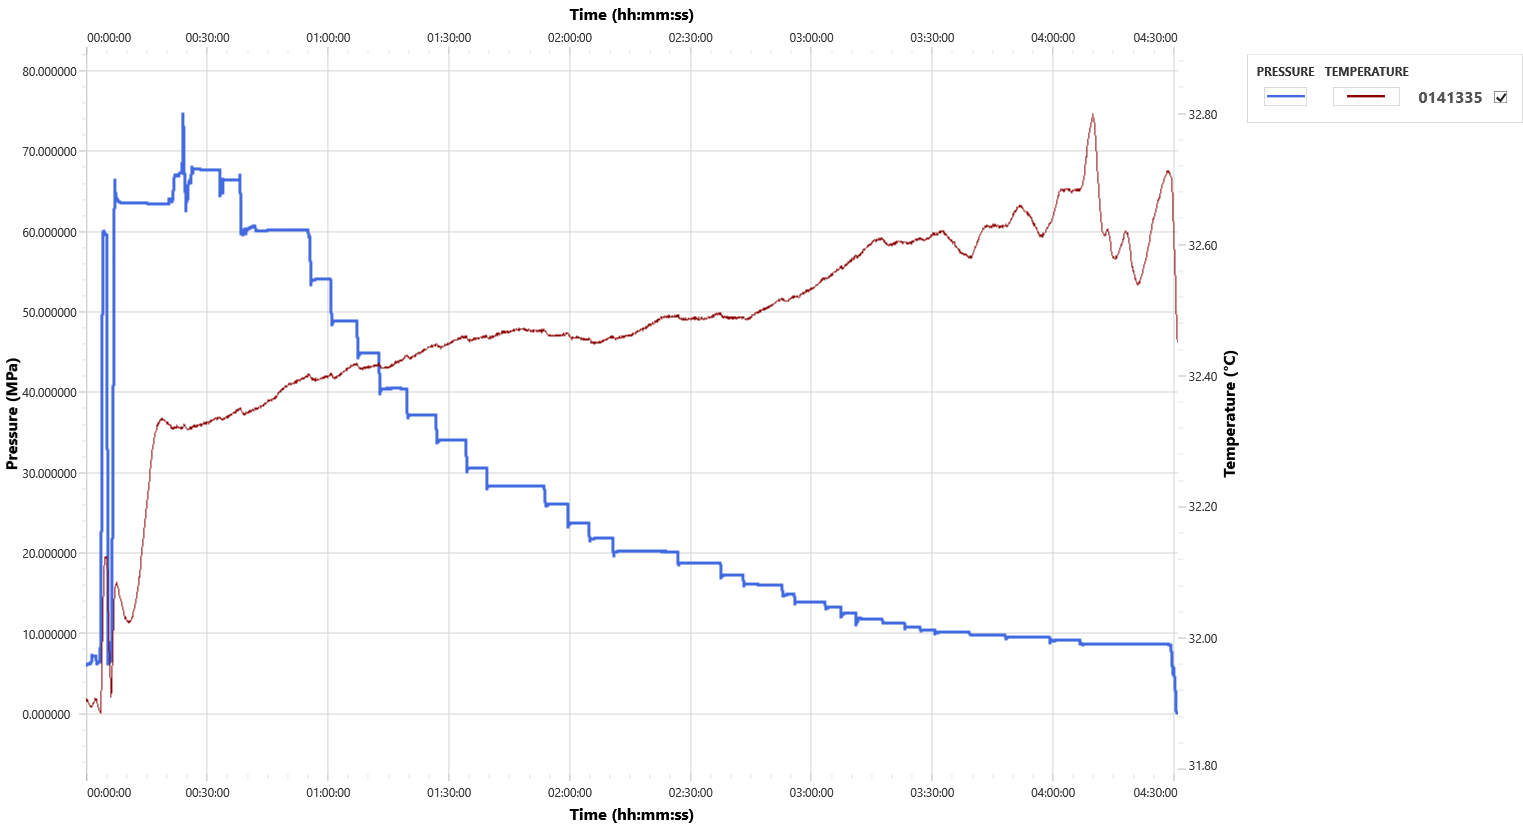 Time (hh:mm:ss)
00:00:00 00:30:00 01:00:00 01:30:00 02:00:00 02:30:00 03:00:00 03:30:00 04:00:00 04:30:00
PRESSURE TEMPERATURE
0141335
80.000000
70.000000
60.000000
50.000000
40.000000
30.000000
20.000000
10.000000
0.000000
Pressure (MPa)
32.80
32.60
32.40
32.20
32.00
31.80
Temperature (°C)
00:00:00 00:30:00 01:00:00 01:30:00 02:00:00 02:30:00 03:00:00 03:30:00 04:00:00 04:30:00
Time (hh:mm:ss)